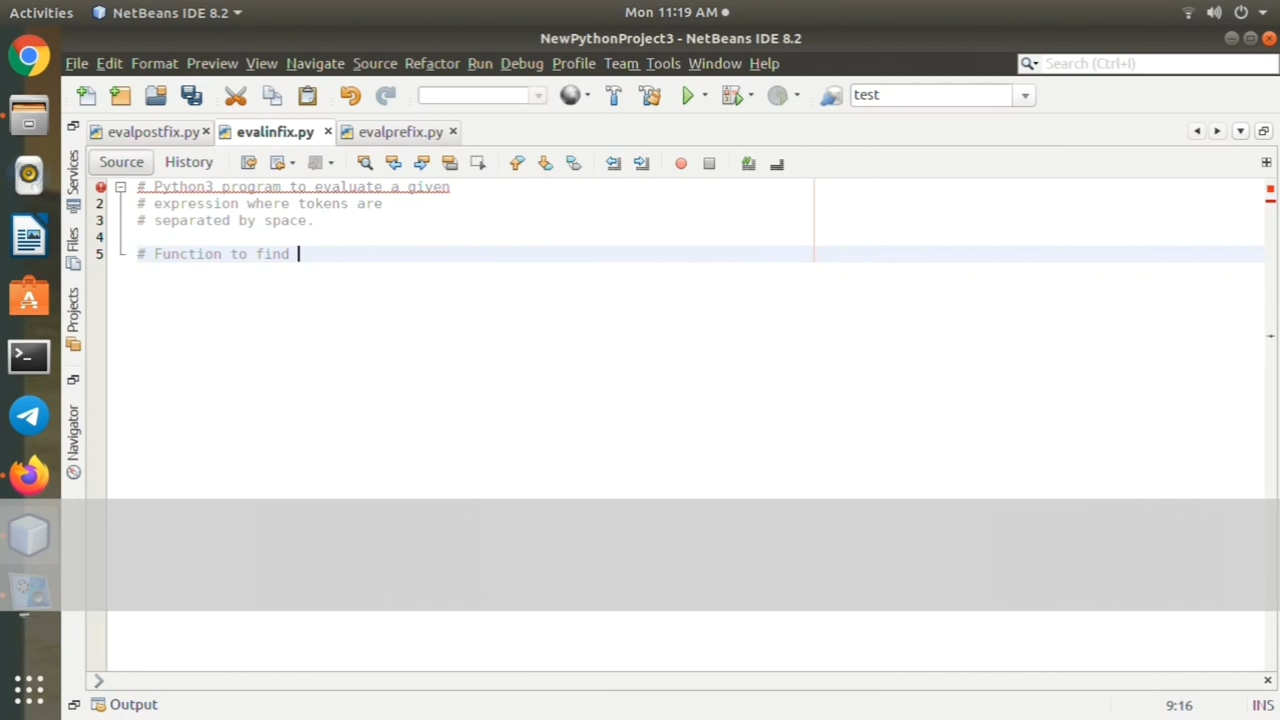 Activities NetBeans IDE 8.2 Mon 11:19 AM
NewPythonProject3 - NetBeans IDE 8.2
File Edit Format Preview View Navigate Source Refactor Run Debug Profile Team Tools Window Help Search (Ctrl+I)
test
evalpostfix.py evalinfix.py evalprefix.py
Source History
Services
Files
Projects
Navigator
# Python3 program to evaluate a given
2 # expression where tokens are
3 # separated by space.
4
5 # Function to find
Output 9:16 INS